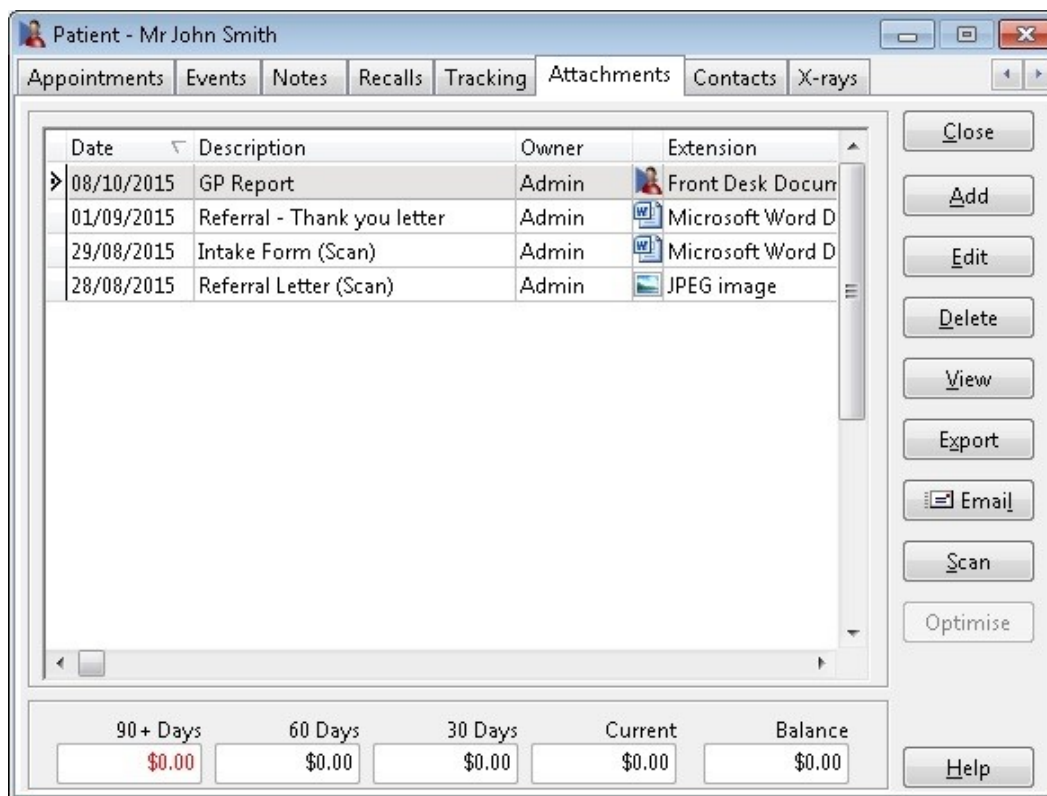 Patient - Mr John Smith
Appointments Events Notes Recalls Tracking Attachments Contacts X-rays
Date Description Owner Extension
08/10/2015 GP Report Admin Front Desk Docum
01/09/2015 Referral - Thank you letter Admin Microsoft Word D
29/08/2015 Intake Form (Scan) Admin Microsoft Word D
28/08/2015 Referral Letter (Scan) Admin JPEG image
Close
Add
Edit
Delete
View
Export
Email
Scan
Optimise
90+ Days 60 Days 30 Days Current Balance
$0.00 $0.00 $0.00 $0.00 $0.00
Help